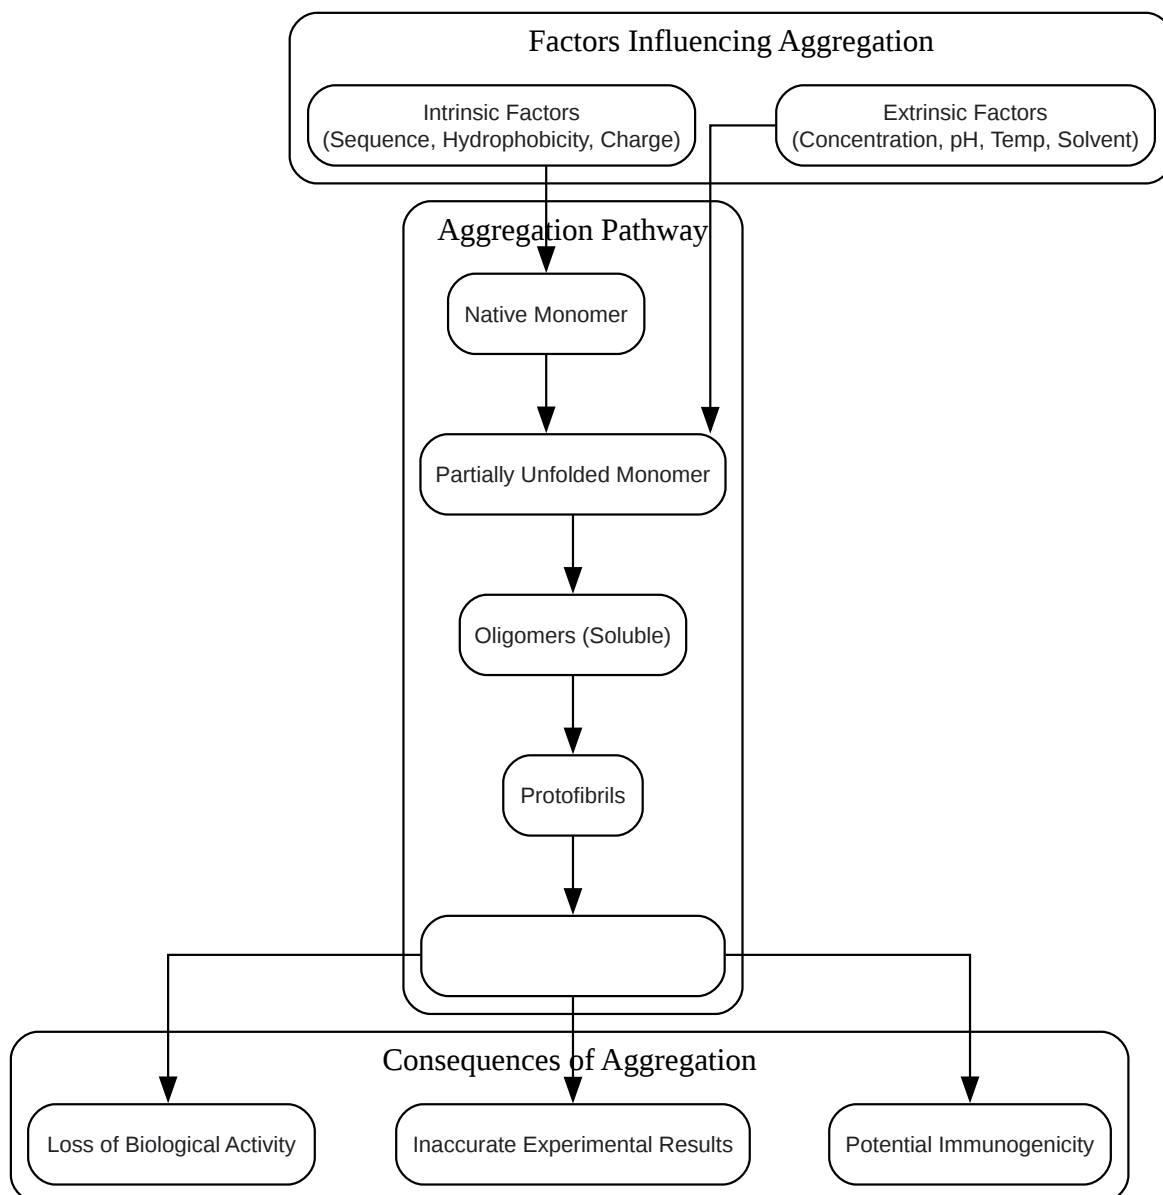 Factors Influencing Aggregation
Intrinsic Factors
(Sequence, Hydrophobicity, Charge)
Extrinsic Factors
(Concentration, pH, Temp, Solvent)
Aggregation Pathway
Native Monomer
Partially Unfolded Monomer
Oligomers (Soluble)
Protofibrils
Consequences of Aggregation
Loss of Biological Activity
Inaccurate Experimental Results
Potential Immunogenicity